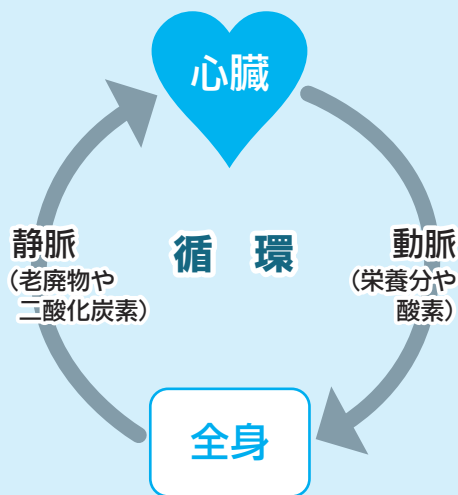 心臓
静脈
（老廃物や
二酸化炭素）
循 環
動脈
（栄養分や
酸素）
全身